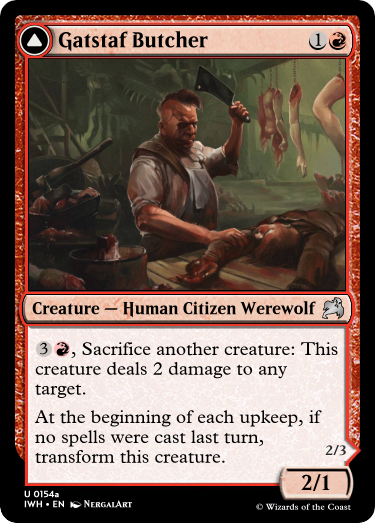 Gatstaf Butcher 1
Creature — Human Citizen Werewolf
3 , Sacrifice another creature: This
creature deals 2 damage to any
target.
At the beginning of each upkeep, if
no spells were cast last turn,
transform this creature.
2/3
2/1
U 0154a
IWH • EN NergalArt
© Wizards of the Coast